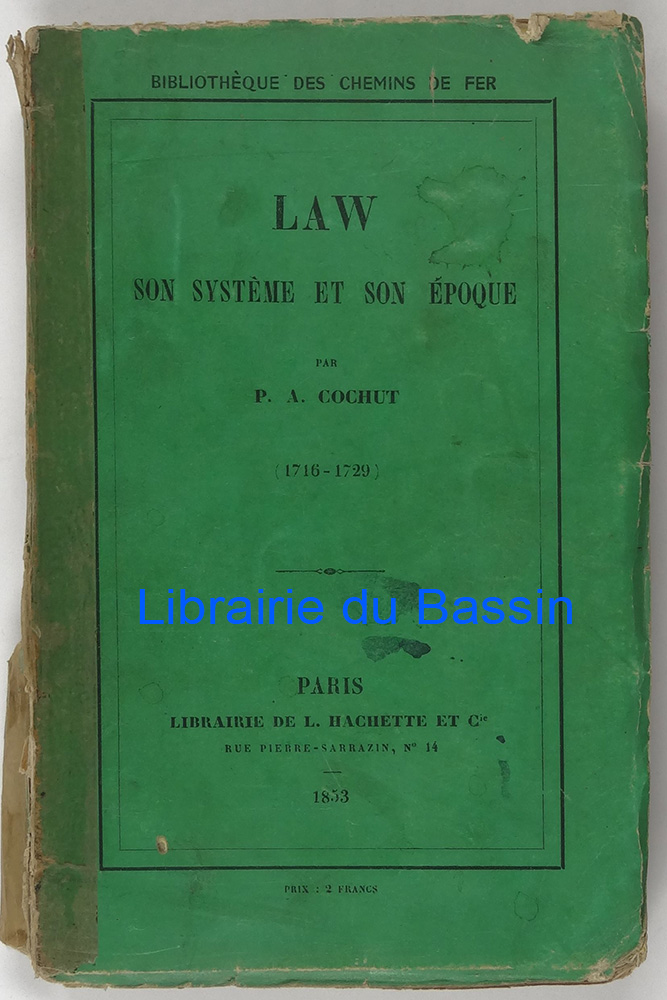 BIBLIOTHÈQUE DES CHEMINS DE FER
LAW
SON SYSTÈME ET SON ÉPOQUE
PAR
P. A. COCHUT
(1716-1729)
Librairie du Bassin
PARIS
LIBRAIRIE DE L. HACHETTE ET Cie
RUE PIERRE-SARRAZIN, N° 14
1853
PRIX : 2 FRANCS